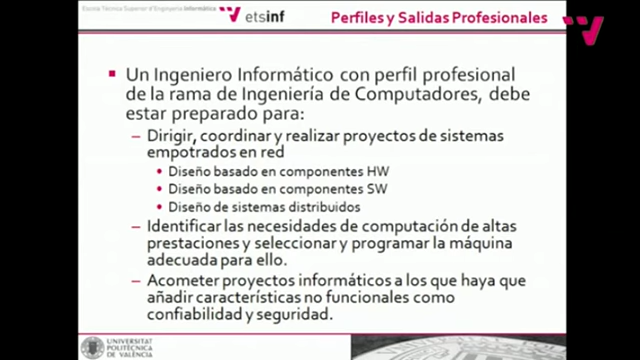 Escola Tècnica Superior d'Enginyeria Informàtica
etsinf
Perfiles y Salidas Profesionales
Un Ingeniero Informático con perfil profesional
de la rama de Ingeniería de Computadores, debe
estar preparado para:
– Dirigir, coordinar y realizar proyectos de sistemas
empotrados en red
• Diseño basado en componentes HW
• Diseño basado en componentes SW
• Diseño de sistemas distribuidos
– Identificar las necesidades de computación de altas
prestaciones y seleccionar y programar la máquina
adecuada para ello.
– Acometer proyectos informáticos a los que haya que
añadir características no funcionales como
confiabilidad y seguridad.
UNIVERSITAT
POLITÈCNICA
DE VALÈNCIA